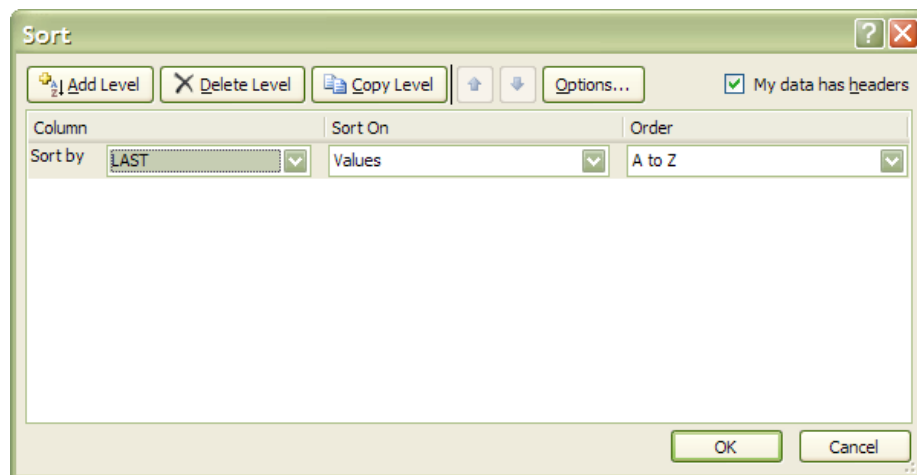 Sort
Add Level Delete Level Copy Level Options... My data has headers
Column Sort On Order
Sort by LAST Values A to Z
OK Cancel